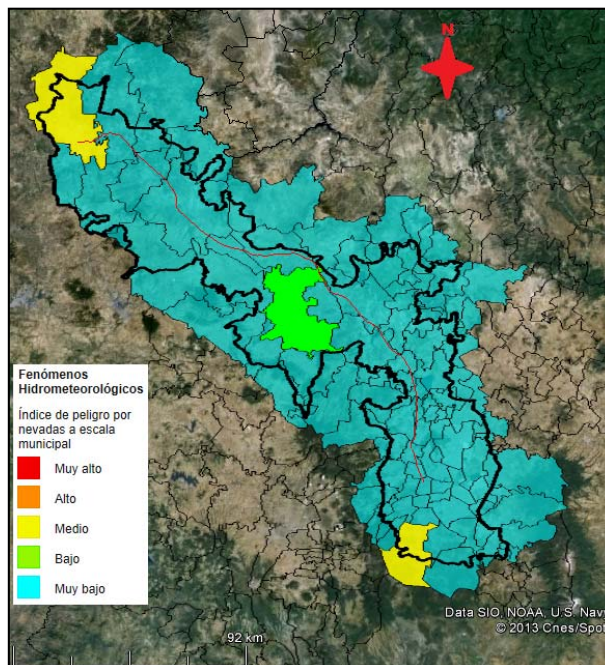 N
Fenómenos
Hidrometeorológicos
Índice de peligro por
nevadas a escala
municipal
Muy alto
Alto
Medio
Bajo
Muy bajo
Data SIO, NOAA, U.S. Navy
© 2013 Cnes/Spot
92 km